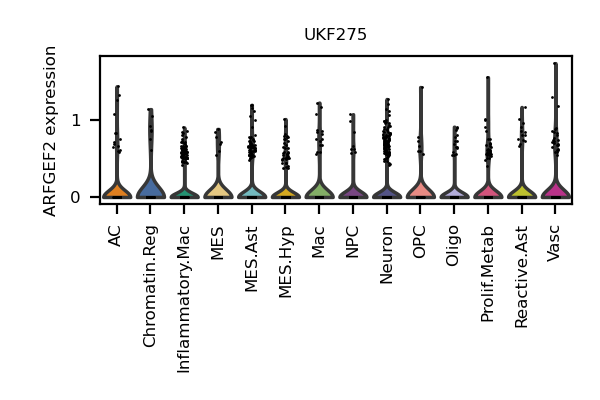 UKF275
ARFGEF2 expression
1
0
AC
Chromatin.Reg
Inflammatory.Mac
MES
MES.Ast
MES.Hyp
Mac
NPC
Neuron
OPC
Oligo
Prolif.Metab
Reactive.Ast
Vasc